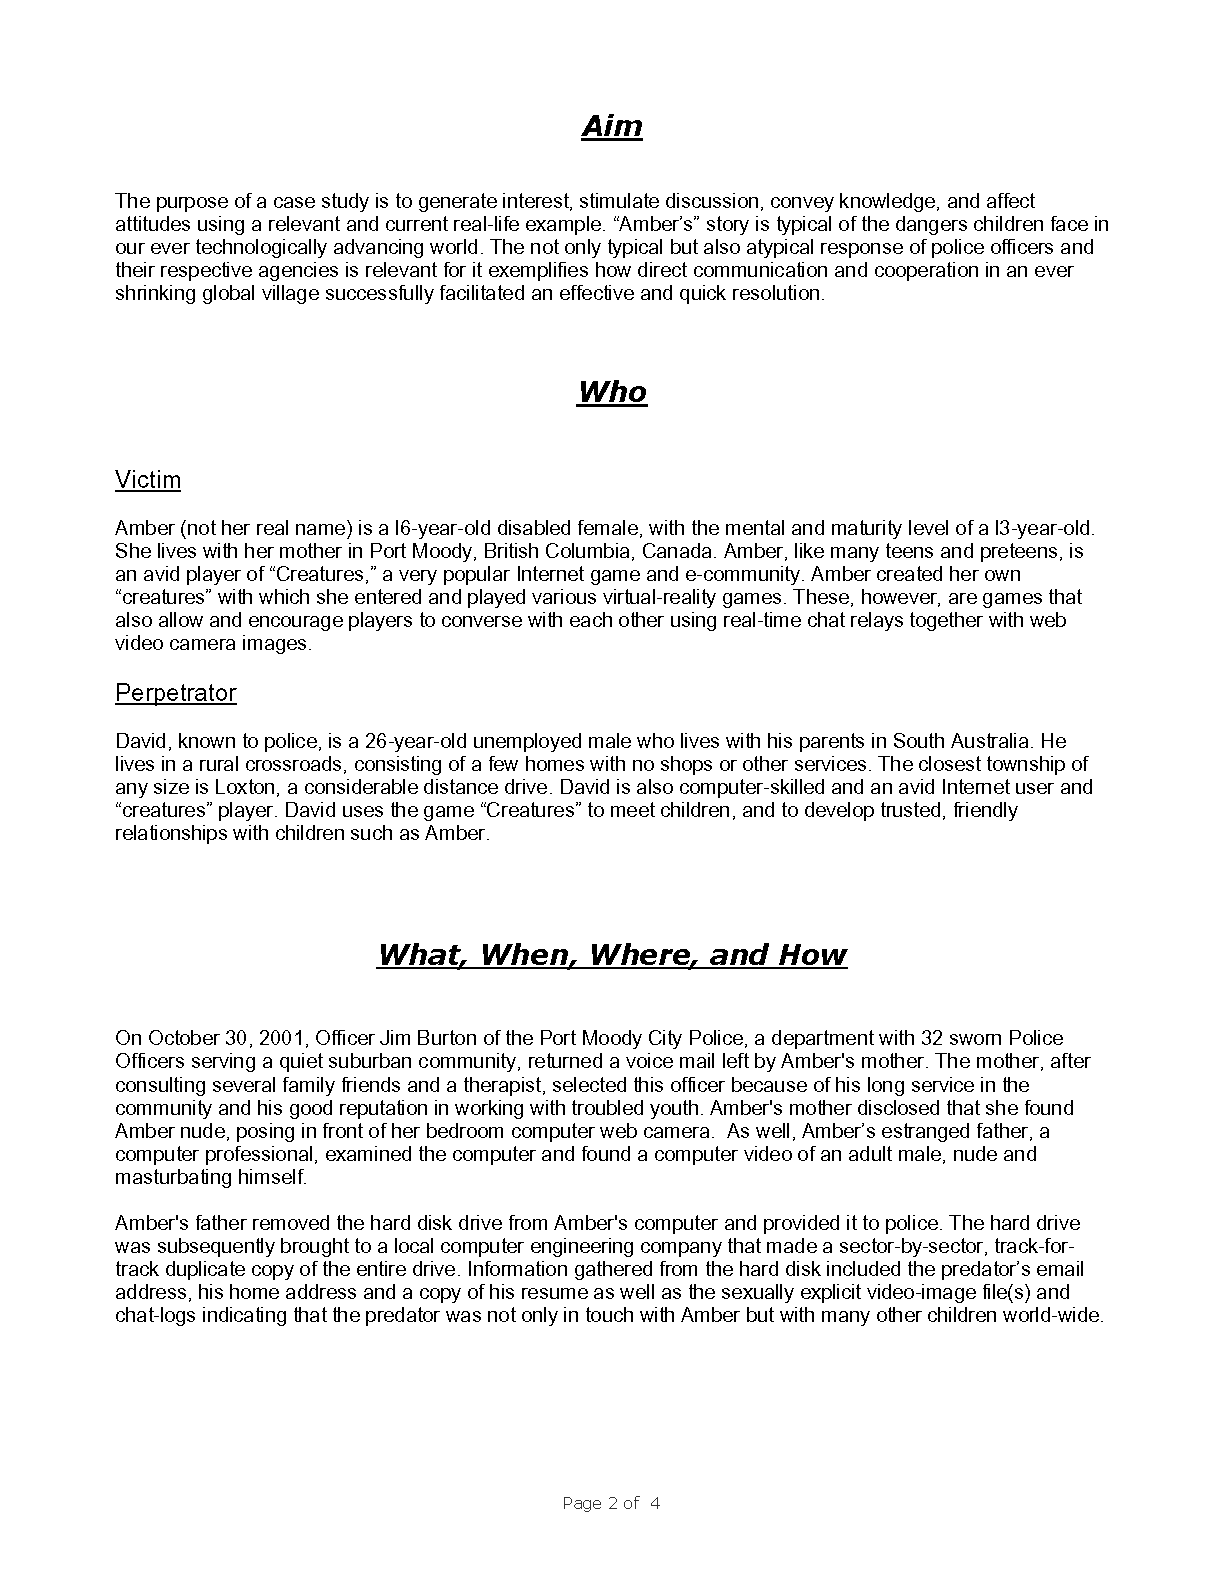 Aim
The purpose of a case study is to generate interest, stimulate discussion, convey knowledge, and affect
attitudes using a relevant and current real-life example. “Amber’s” story is typical of the dangers children face in
our ever technologically advancing world. The not only typical but also atypical response of police officers and
their respective agencies is relevant for it exemplifies how direct communication and cooperation in an ever
shrinking global village successfully facilitated an effective and quick resolution.
Who
Victim
Amber (not her real name) is a l6-year-old disabled female, with the mental and maturity level of a l3-year-old.
She lives with her mother in Port Moody, British Columbia, Canada. Amber, like many teens and preteens, is
an avid player of “Creatures,” a very popular Internet game and e-community. Amber created her own
“creatures” with which she entered and played various virtual-reality games. These, however, are games that
also allow and encourage players to converse with each other using real-time chat relays together with web
video camera images.
Perpetrator
David, known to police, is a 26-year-old unemployed male who lives with his parents in South Australia. He
lives in a rural crossroads, consisting of a few homes with no shops or other services. The closest township of
any size is Loxton, a considerable distance drive. David is also computer-skilled and an avid Internet user and
“creatures” player. David uses the game “Creatures” to meet children, and to develop trusted, friendly
relationships with children such as Amber.
What, When, Where, and How
On October 30, 2001, Officer Jim Burton of the Port Moody City Police, a department with 32 sworn Police
Officers serving a quiet suburban community, returned a voice mail left by Amber's mother. The mother, after
consulting several family friends and a therapist, selected this officer because of his long service in the
community and his good reputation in working with troubled youth. Amber's mother disclosed that she found
Amber nude, posing in front of her bedroom computer web camera.  As well, Amber’s estranged father, a
computer professional, examined the computer and found a computer video of an adult male, nude and
masturbating himself.
Amber's father removed the hard disk drive from Amber's computer and provided it to police. The hard drive
was subsequently brought to a local computer engineering company that made a sector-by-sector, track-for-
track duplicate copy of the entire drive. Information gathered from the hard disk included the predator’s email
address, his home address and a copy of his resume as well as the sexually explicit video-image file(s) and
chat-logs indicating that the predator was not only in touch with Amber but with many other children world-wide.
Page 2 of  4